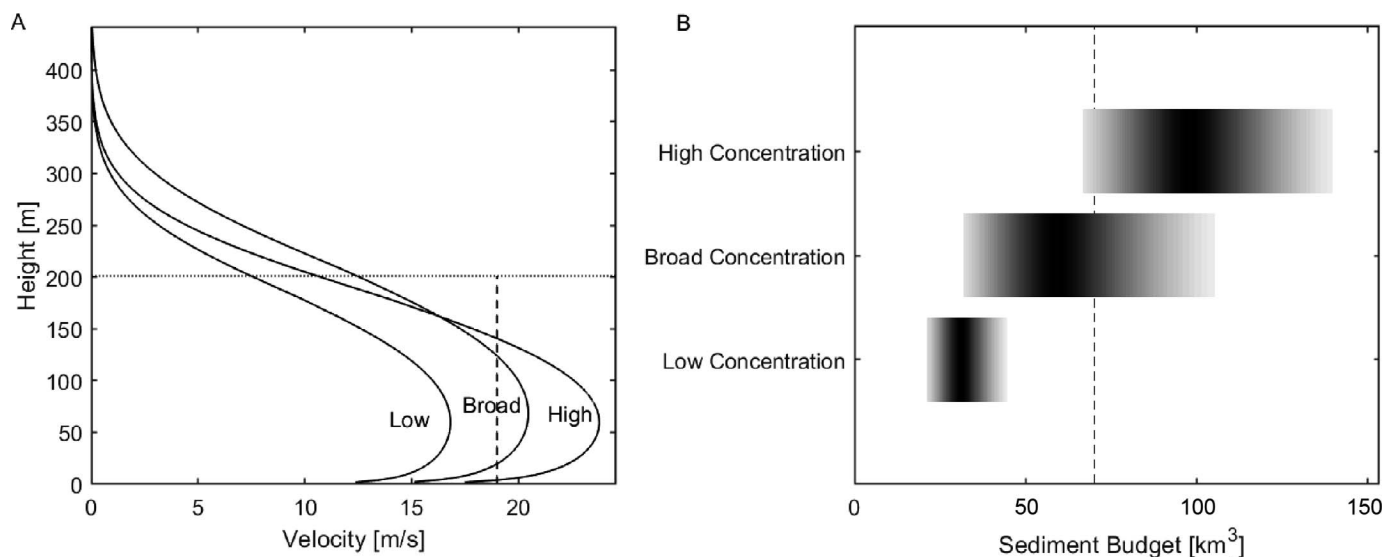 A
Height [m]
400
350
300
250
200
150
100
50
0
Low
Broad
High
0
5
10
15
20
Velocity [m/s]
B
High Concentration
Broad Concentration
Low Concentration
0
50
100
150
Sediment Budget [km³]